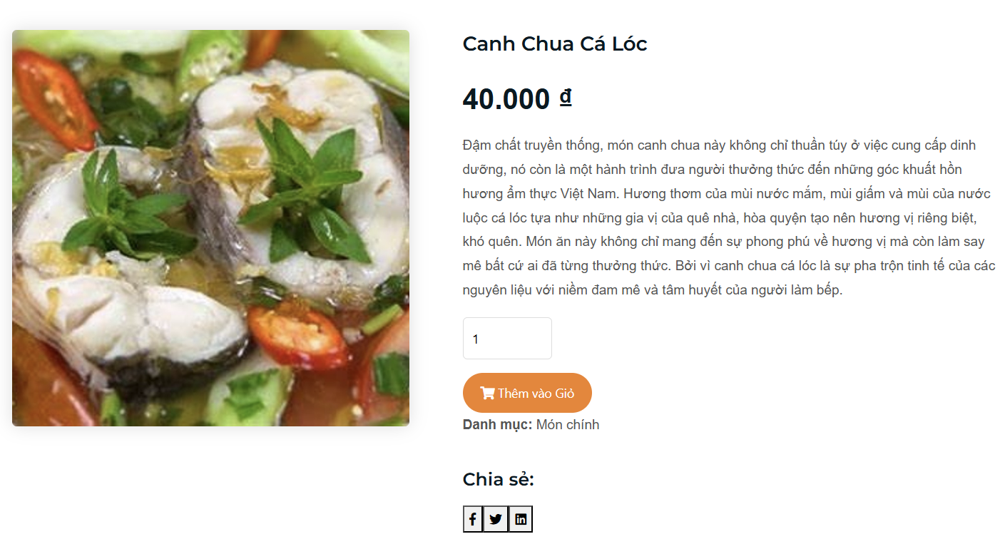 Canh Chua Cá Lóc
40.000 ₫
Đậm chất truyền thống, món canh chua này không chỉ thuần túy ở việc cung cấp dinh
dưỡng, nó còn là một hành trình đưa người thưởng thức đến những góc khuất hồn
hương ẩm thực Việt Nam. Hương thơm của mùi nước mắm, mùi giấm và mùi của nước
luộc cá lóc tựa như những gia vị của quê nhà, hòa quyện tạo nên hương vị riêng biệt,
khó quên. Món ăn này không chỉ mang đến sự phong phú về hương vị mà còn làm say
mê bất cứ ai đã từng thưởng thức. Bởi vì canh chua cá lóc là sự pha trộn tinh tế của các
nguyên liệu với niềm đam mê và tâm huyết của người làm bếp.
1
Thêm vào Giỏ
Danh mục: Món chính
Chia sẻ: